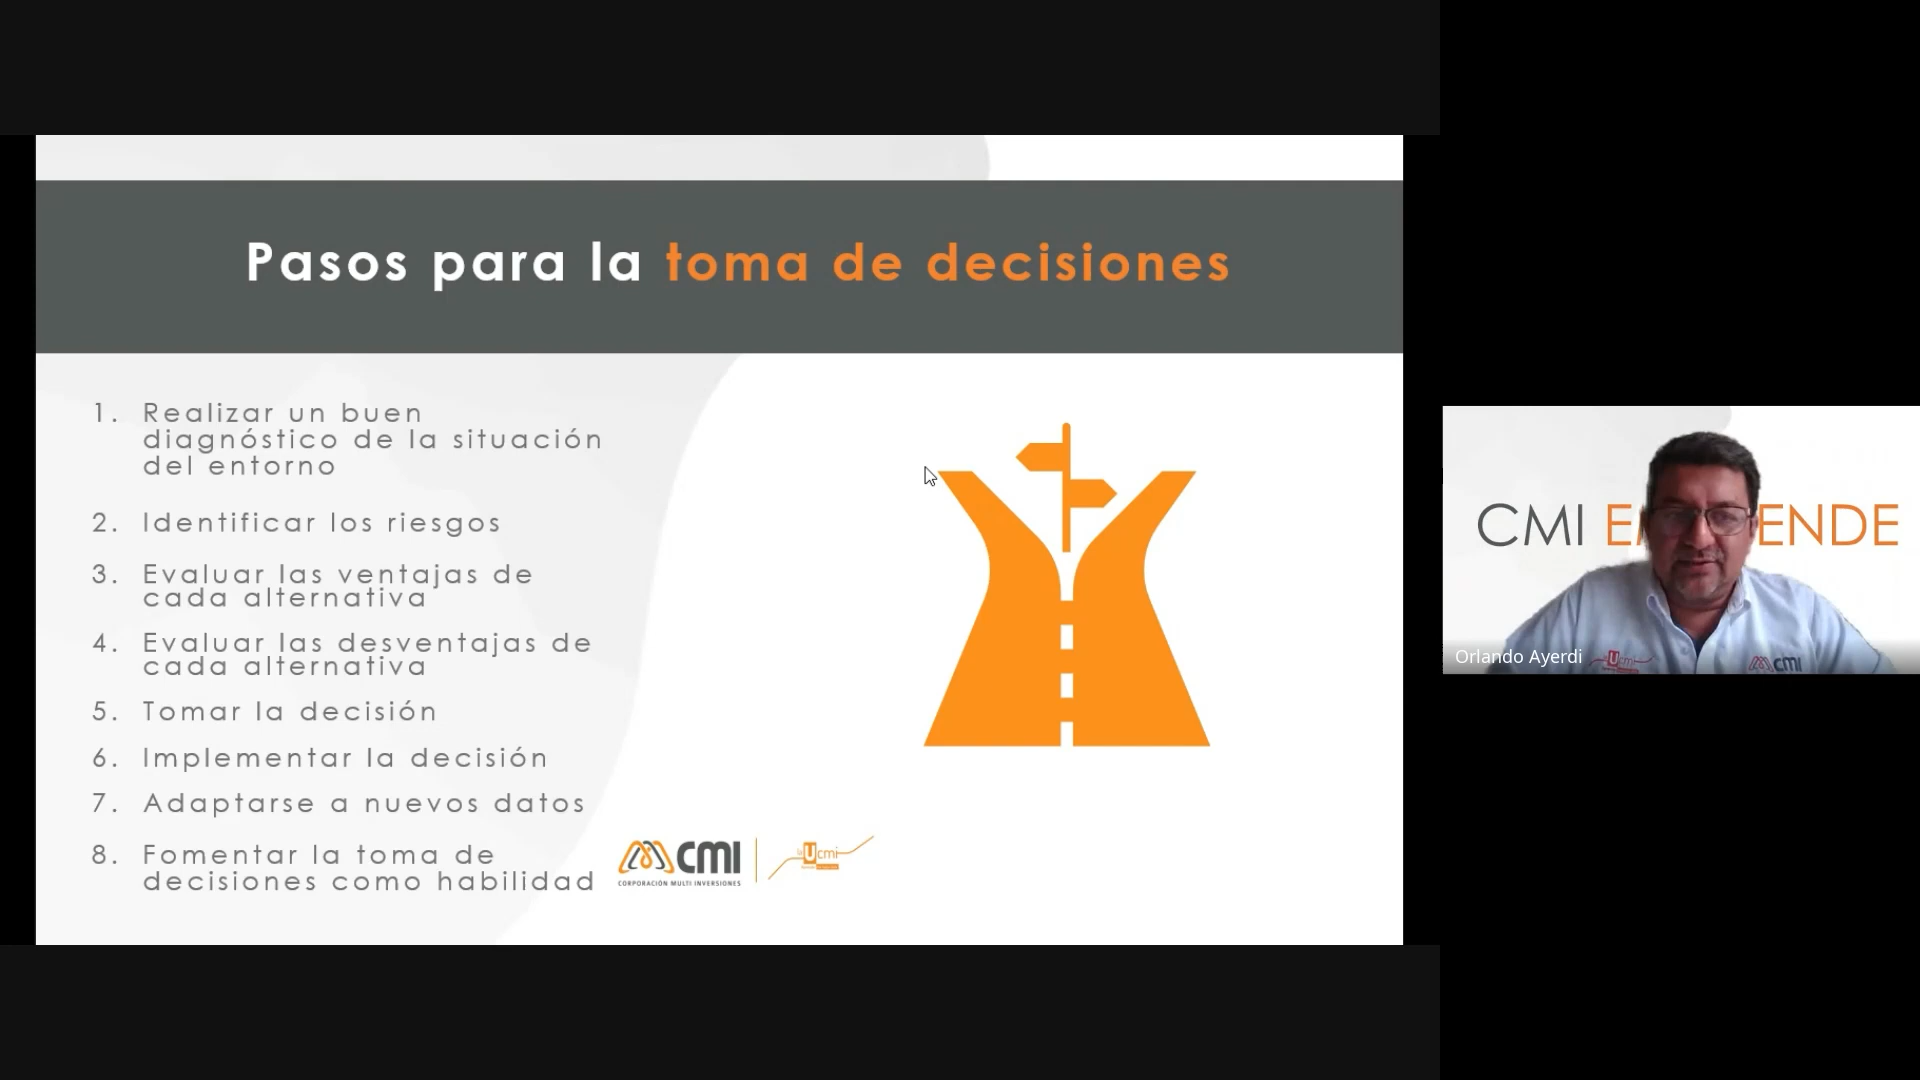 Pasos para la toma de decisiones
1. Realizar un buen
diagnóstico de la situación
del entorno
2. Identificar los riesgos
3. Evaluar las ventajas de
cada alternativa
4. Evaluar las desventajas de
cada alternativa
5. Tomar la decisión
6. Implementar la decisión
7. Adaptarse a nuevos datos
8. Fomentar la toma de
decisiones como habilidad
CMI
CORPORACIÓN MULTI INVERSIONES
Ucmi
CMI E ENDE
Orlando Ayerdi
Ucmi
CMI